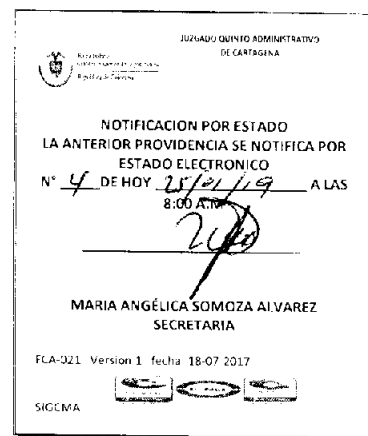 JUZGADO QUINTO ADMINISTRATIVO
DE CARTAGENA
NOTIFICACION POR ESTADO
LA ANTERIOR PROVIDENCIA SE NOTIFICA POR
ESTADO ELECTRONICO
N° 4 DE HOY 25/01/19 A LAS
8:00 A.M
MARIA ANGÉLICA SOMOZA ALVAREZ
SECRETARIA
FCA-021 Version 1 fecha 18-07 2017
SIGCMA